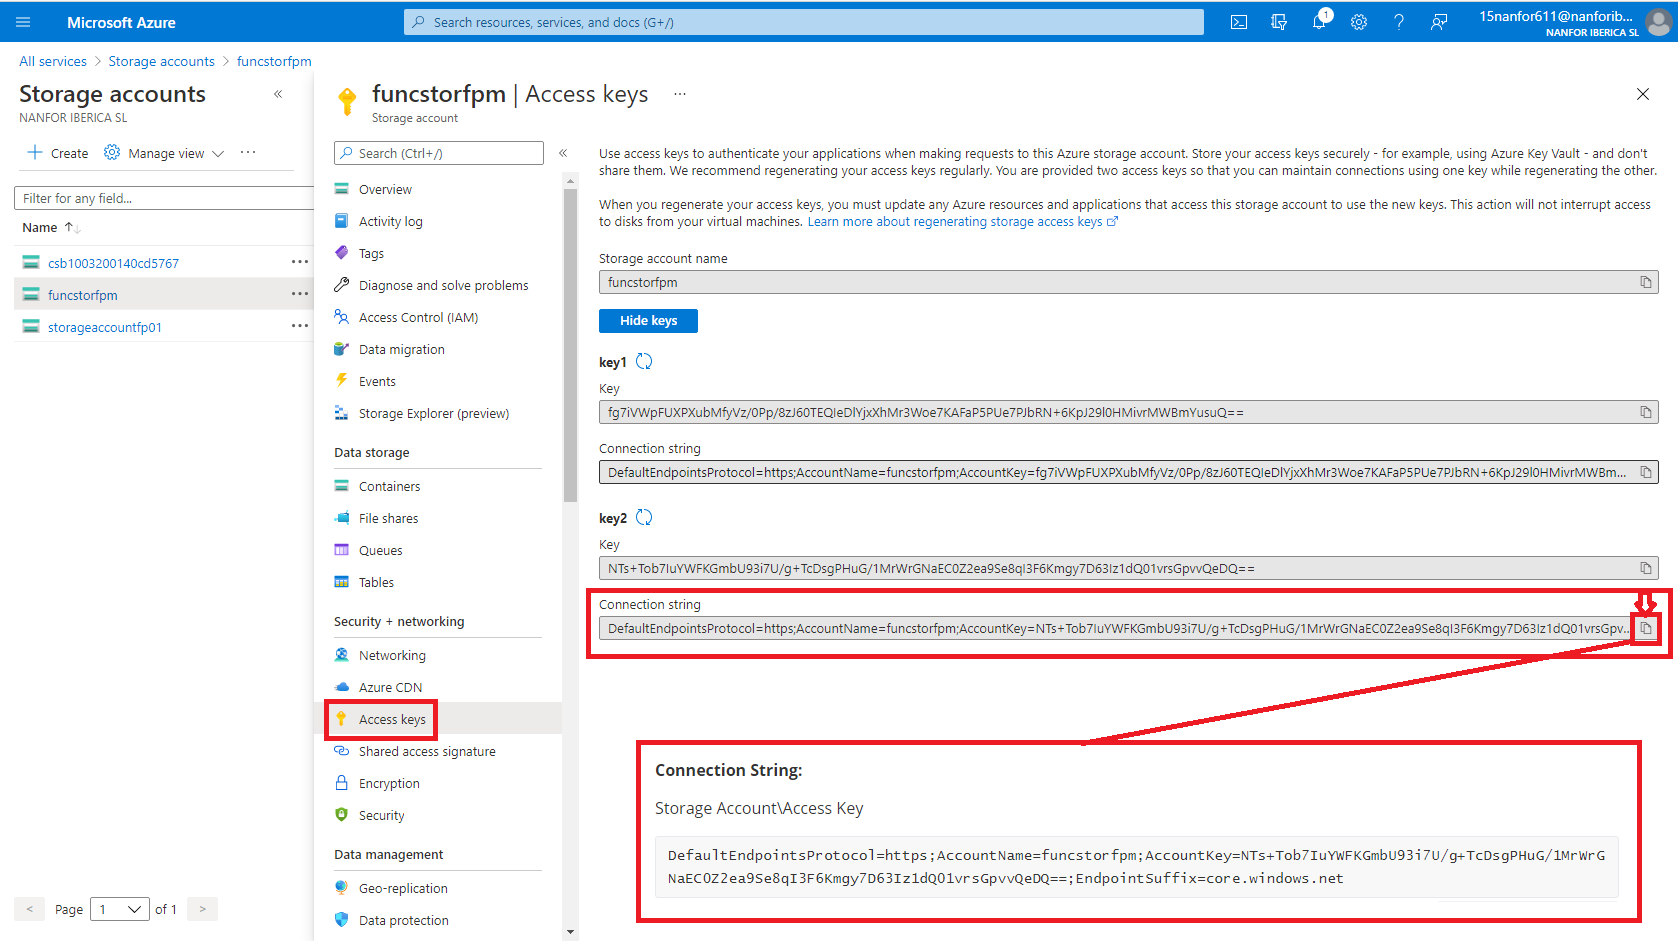 Microsoft Azure
Search resources, services, and docs (G+/)
1
15nanfor611@nanforib...
NANFOR IBERICA SL
All services > Storage accounts > funcstorfpm
Storage accounts
«
NANFOR IBERICA SL
+ Create
Manage view
...
Filter for any field...
Name ↑↓
csb1003200140cd5767
...
funcstorfpm
...
storageaccountfp01
...
<
Page
1
of 1
>
funcstorfpm | Access keys
...
Storage account
Search (Ctrl+/)
«
Overview
Activity log
Tags
Diagnose and solve problems
Access Control (IAM)
Data migration
Events
Storage Explorer (preview)
Data storage
Containers
File shares
Queues
Tables
Security + networking
Networking
Azure CDN
Access keys
Shared access signature
Encryption
Security
Data management
Geo-replication
Data protection
Use access keys to authenticate your applications when making requests to this Azure storage account. Store your access keys securely - for example, using Azure Key Vault - and don't
share them. We recommend regenerating your access keys regularly. You are provided two access keys so that you can maintain connections using one key while regenerating the other.
When you regenerate your access keys, you must update any Azure resources and applications that access this storage account to use the new keys. This action will not interrupt access
to disks from your virtual machines. Learn more about regenerating storage access keys
Storage account name
funcstorfpm
Hide keys
key1
Key
fg7iVWpFUXPXubMfyVz/0Pp/8zJ60TEQIeDlYjxXhMr3Woe7KAFaP5PUe7PJbRN+6KpJ29l0HMivrMWBmYusuQ==
Connection string
DefaultEndpointsProtocol=https;AccountName=funcstorfpm;AccountKey=fg7iVWpFUXPXubMfyVz/0Pp/8zJ60TEQIeDlYjxXhMr3Woe7KAFaP5PUe7PJbRN+6KpJ29l0HMivrMWBm...
key2
Key
NTs+Tob7IuYWFKGmbU93i7U/g+TcDsgPHuG/1MrWrGNaEC0Z2ea9Se8qI3F6Kmgy7D63Iz1dQ01vrsGpvvQeDQ==
Connection string
DefaultEndpointsProtocol=https;AccountName=funcstorfpm;AccountKey=NTs+Tob7IuYWFKGmbU93i7U/g+TcDsgPHuG/1MrWrGNaEC0Z2ea9Se8qI3F6Kmgy7D63Iz1dQ01vrsGpv...
Connection String:
Storage Account\Access Key
DefaultEndpointsProtocol=https;AccountName=funcstorfpm;AccountKey=NTs+Tob7IuYWFKGmbU93i7U/g+TcDsgPHuG/1MrWrG
NaEC0Z2ea9Se8qI3F6Kmgy7D63Iz1dQ01vrsGpvvQeDQ==;EndpointSuffix=core.windows.net